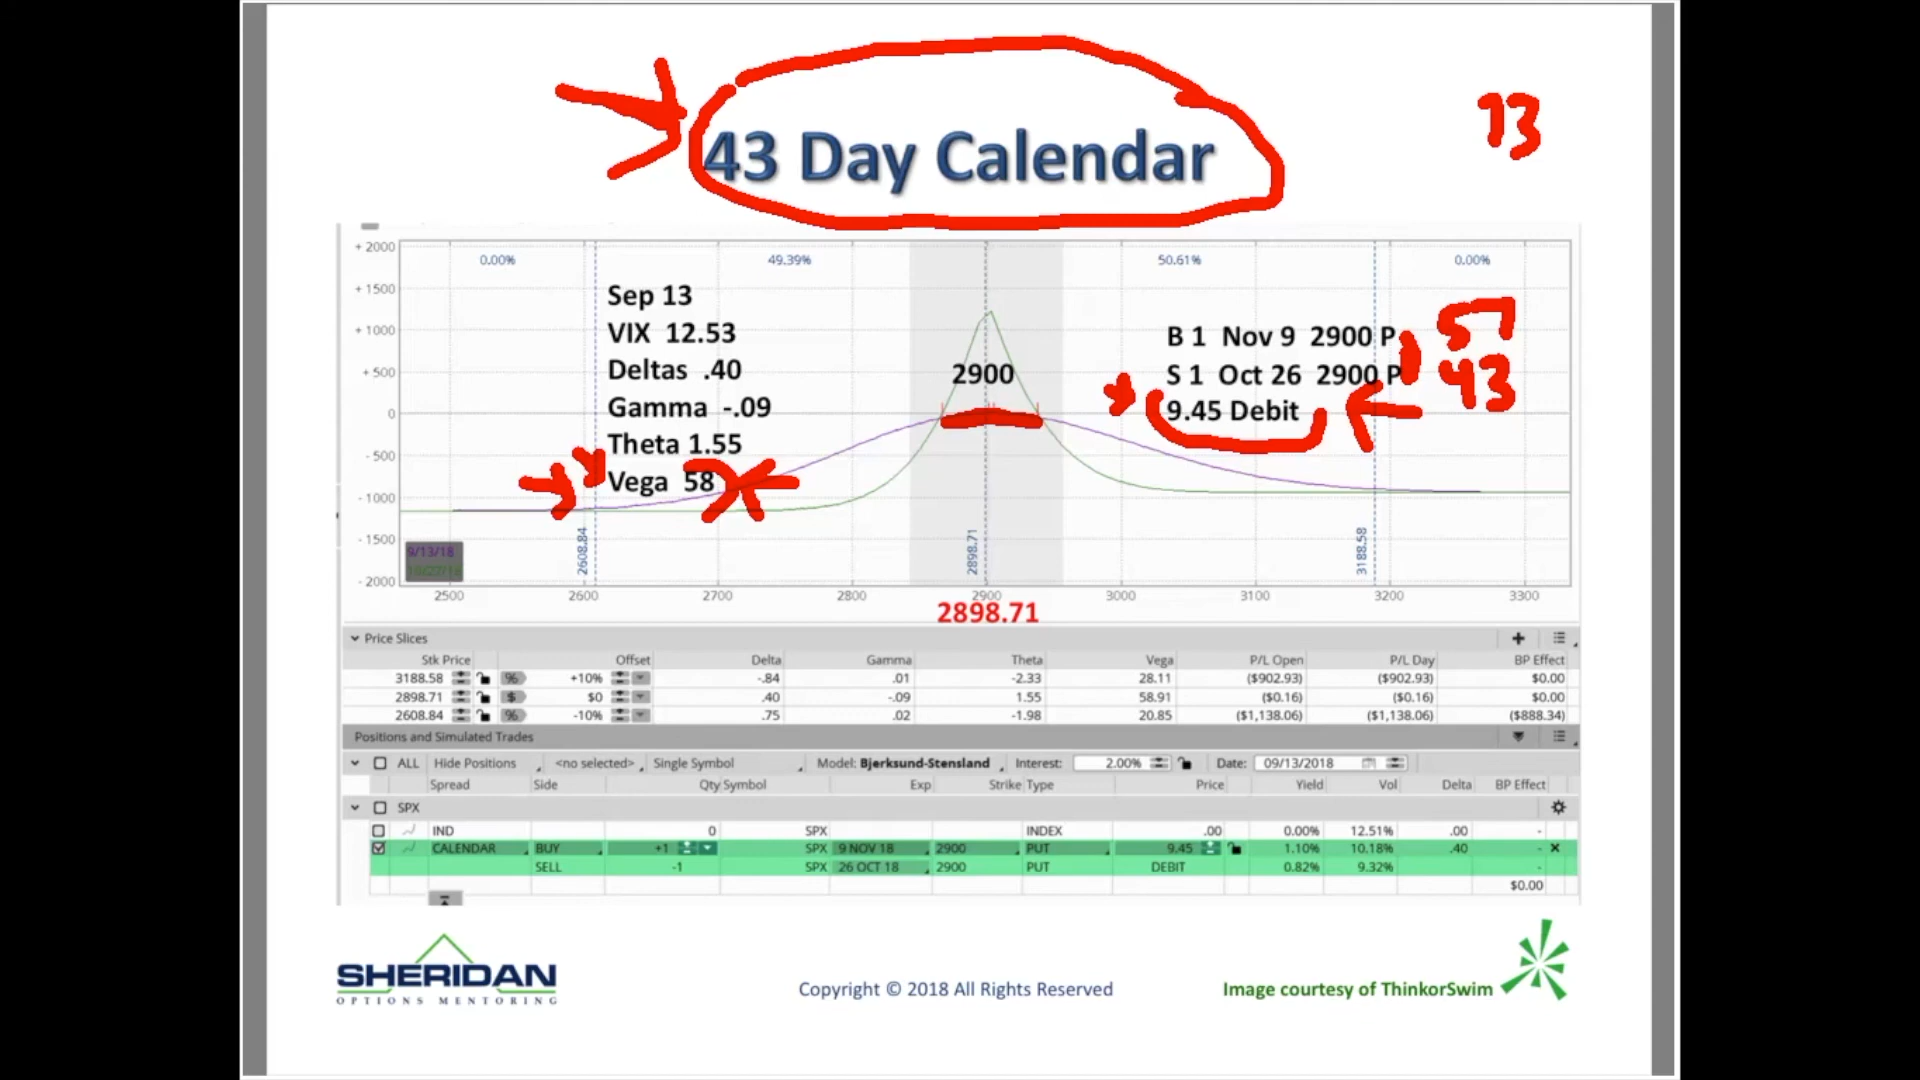 43 Day Calendar
13
+ 2000
+ 1500
+ 1000
+ 500
0
- 500
- 1000
- 1500
- 2000
0.00%
49.39%
50.61%
0.00%
Sep 13
VIX 12.53
Deltas .40
Gamma -.09
Theta 1.55
Vega 58
2900
B 1 Nov 9 2900 P
S 1 Oct 26 2900 P
9.45 Debit
57
43
2608.84
2898.71
3188.58
9/13/18
2500 2600 2700 2800 2900 3000 3100 3200 3300
2898.71
Price Slices
Stk Price Offset Delta Gamma Theta Vega P/L Open P/L Day BP Effect
3188.58 % +10% -.84 .01 -2.33 28.11 ($902.93) ($902.93) $0.00
2898.71 $ $0 .40 -.09 1.55 58.91 ($0.16) ($0.16) $0.00
2608.84 % -10% .75 .02 -1.98 20.85 ($1,138.06) ($1,138.06) ($888.34)
Positions and Simulated Trades
ALL Hide Positions <no selected> Single Symbol Model: Bjerksund-Stensland Interest: 2.00% Date: 09/13/2018
Spread Side Qty Symbol Exp Strike Type Price Yield Vol Delta BP Effect
SPX
IND 0 SPX INDEX .00 0.00% 12.51% .00 -
CALENDAR BUY +1 SPX 9 NOV 18 2900 PUT 9.45 1.10% 10.18% .40 -
SELL -1 SPX 26 OCT 18 2900 PUT DEBIT 0.82% 9.32%
$0.00
SHERIDAN
OPTIONS MENTORING
Copyright © 2018 All Rights Reserved
Image courtesy of ThinkorSwim